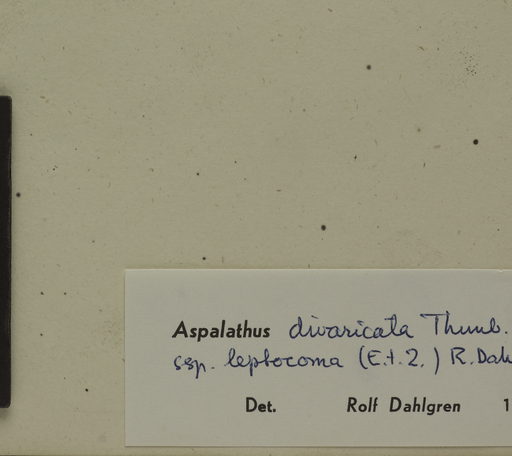 Aspalathus divaricata Thunb.
ssp. leptocoma (E.+Z.) R.Dah
Det. Rolf Dahlgren 1